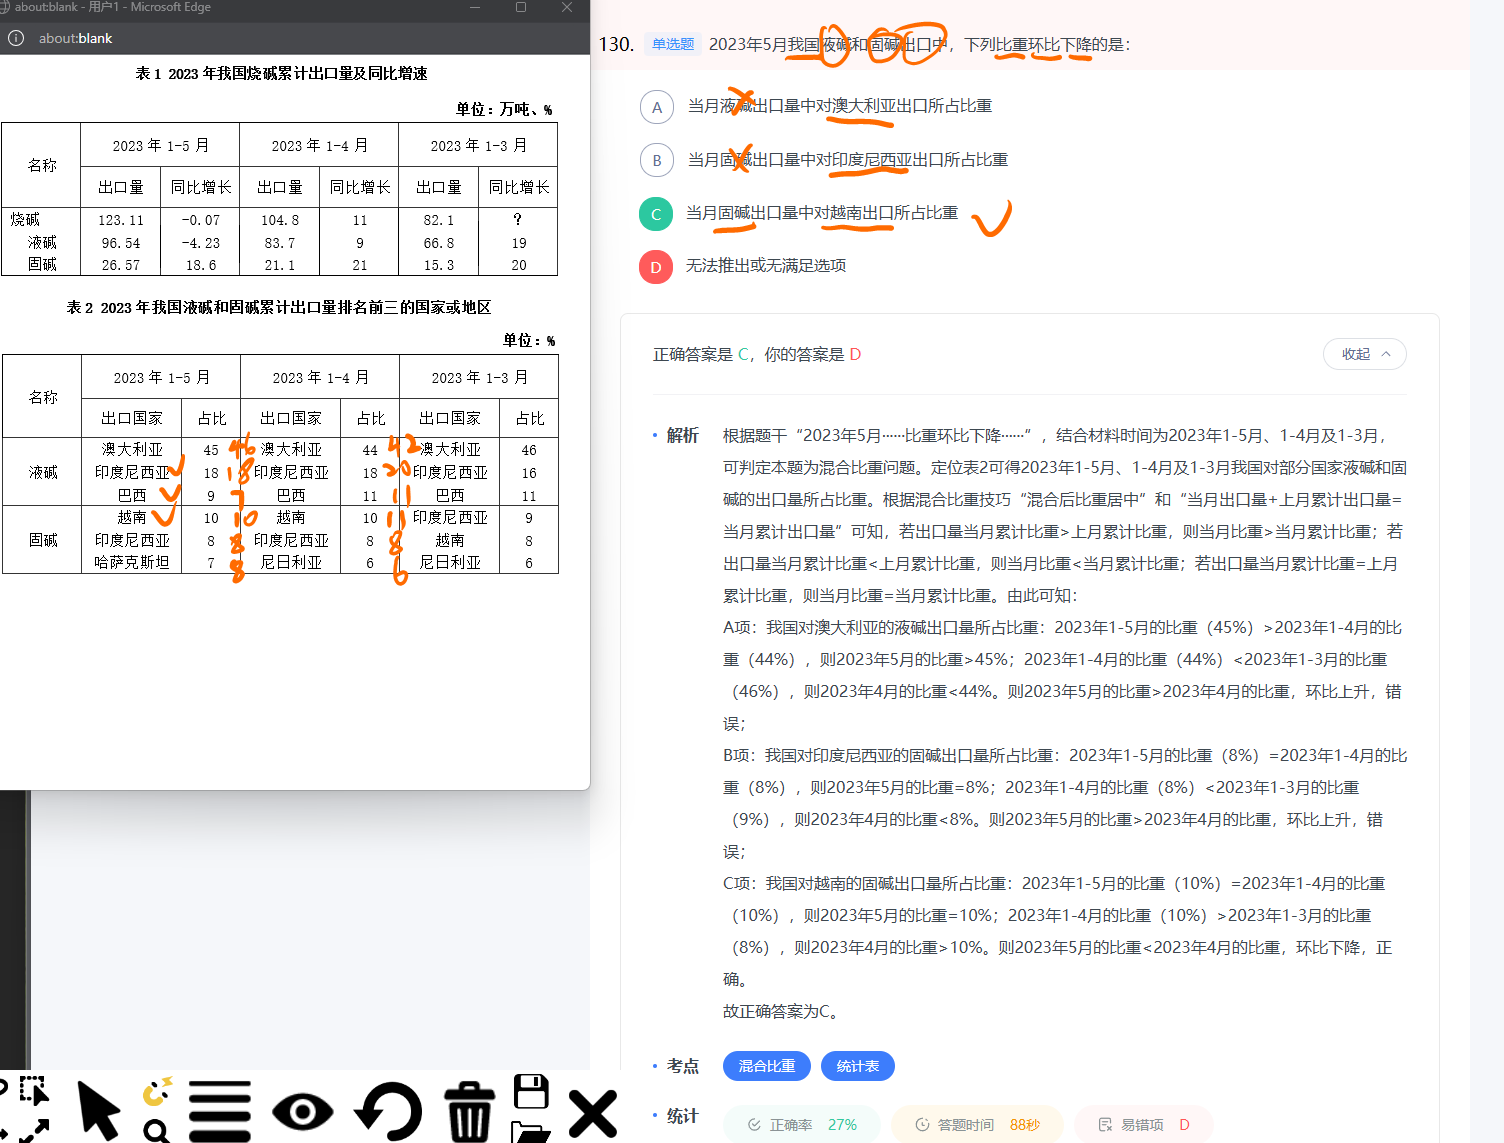 about:blank - 用户1 - Microsoft Edge
about:blank
表 1 2023 年我国烧碱累计出口量及同比增速
单位：万吨、%
名称 2023 年 1-5 月 2023 年 1-4 月 2023 年 1-3 月
出口量 同比增长 出口量 同比增长 出口量 同比增长
烧碱 123.11 -0.07 104.8 11 82.1 ?
液碱 96.54 -4.23 83.7 9 66.8 19
固碱 26.57 18.6 21.1 21 15.3 20
表 2 2023 年我国液碱和固碱累计出口量排名前三的国家或地区
单位：%
名称 2023 年 1-5 月 2023 年 1-4 月 2023 年 1-3 月
出口国家 占比 出口国家 占比 出口国家 占比
液碱 澳大利亚 45 46 澳大利亚 44 42 澳大利亚 46
印度尼西亚 18 18 印度尼西亚 18 20 印度尼西亚 16
巴西 9 7 巴西 11 11 巴西 11
固碱 越南 10 10 越南 10 11 印度尼西亚 9
印度尼西亚 8 8 印度尼西亚 8 8 越南 8
哈萨克斯坦 7 8 尼日利亚 6 6 尼日利亚 6
130. 单选题 2023年5月我国液碱和固碱出口中，下列比重环比下降的是：
A 当月液碱出口量中对澳大利亚出口所占比重
B 当月固碱出口量中对印度尼西亚出口所占比重
C 当月固碱出口量中对越南出口所占比重
D 无法推出或无满足选项
正确答案是 C，你的答案是 D
收起
解析 根据题干“2023年5月……比重环比下降……”，结合材料时间为2023年1-5月、1-4月及1-3月，
可判定本题为混合比重问题。定位表2可得2023年1-5月、1-4月及1-3月我国对部分国家液碱和固
碱的出口量所占比重。根据混合比重技巧“混合后比重居中”和“当月出口量+上月累计出口量=
当月累计出口量”可知，若出口量当月累计比重>上月累计比重，则当月比重>当月累计比重；若
出口量当月累计比重<上月累计比重，则当月比重<当月累计比重；若出口量当月累计比重=上月
累计比重，则当月比重=当月累计比重。由此可知：
A项：我国对澳大利亚的液碱出口量所占比重：2023年1-5月的比重（45%）>2023年1-4月的比
重（44%），则2023年5月的比重>45%；2023年1-4月的比重（44%）<2023年1-3月的比重
（46%），则2023年4月的比重<44%。则2023年5月的比重>2023年4月的比重，环比上升，错
误；
B项：我国对印度尼西亚的固碱出口量所占比重：2023年1-5月的比重（8%）=2023年1-4月的比
重（8%），则2023年5月的比重=8%；2023年1-4月的比重（8%）<2023年1-3月的比重
（9%），则2023年4月的比重<8%。则2023年5月的比重>2023年4月的比重，环比上升，错
误；
C项：我国对越南的固碱出口量所占比重：2023年1-5月的比重（10%）=2023年1-4月的比重
（10%），则2023年5月的比重=10%；2023年1-4月的比重（10%）>2023年1-3月的比重
（8%），则2023年4月的比重>10%。则2023年5月的比重<2023年4月的比重，环比下降，正
确。
故正确答案为C。
考点 混合比重 统计表
统计 正确率 27% 答题时间 88秒 易错项 D